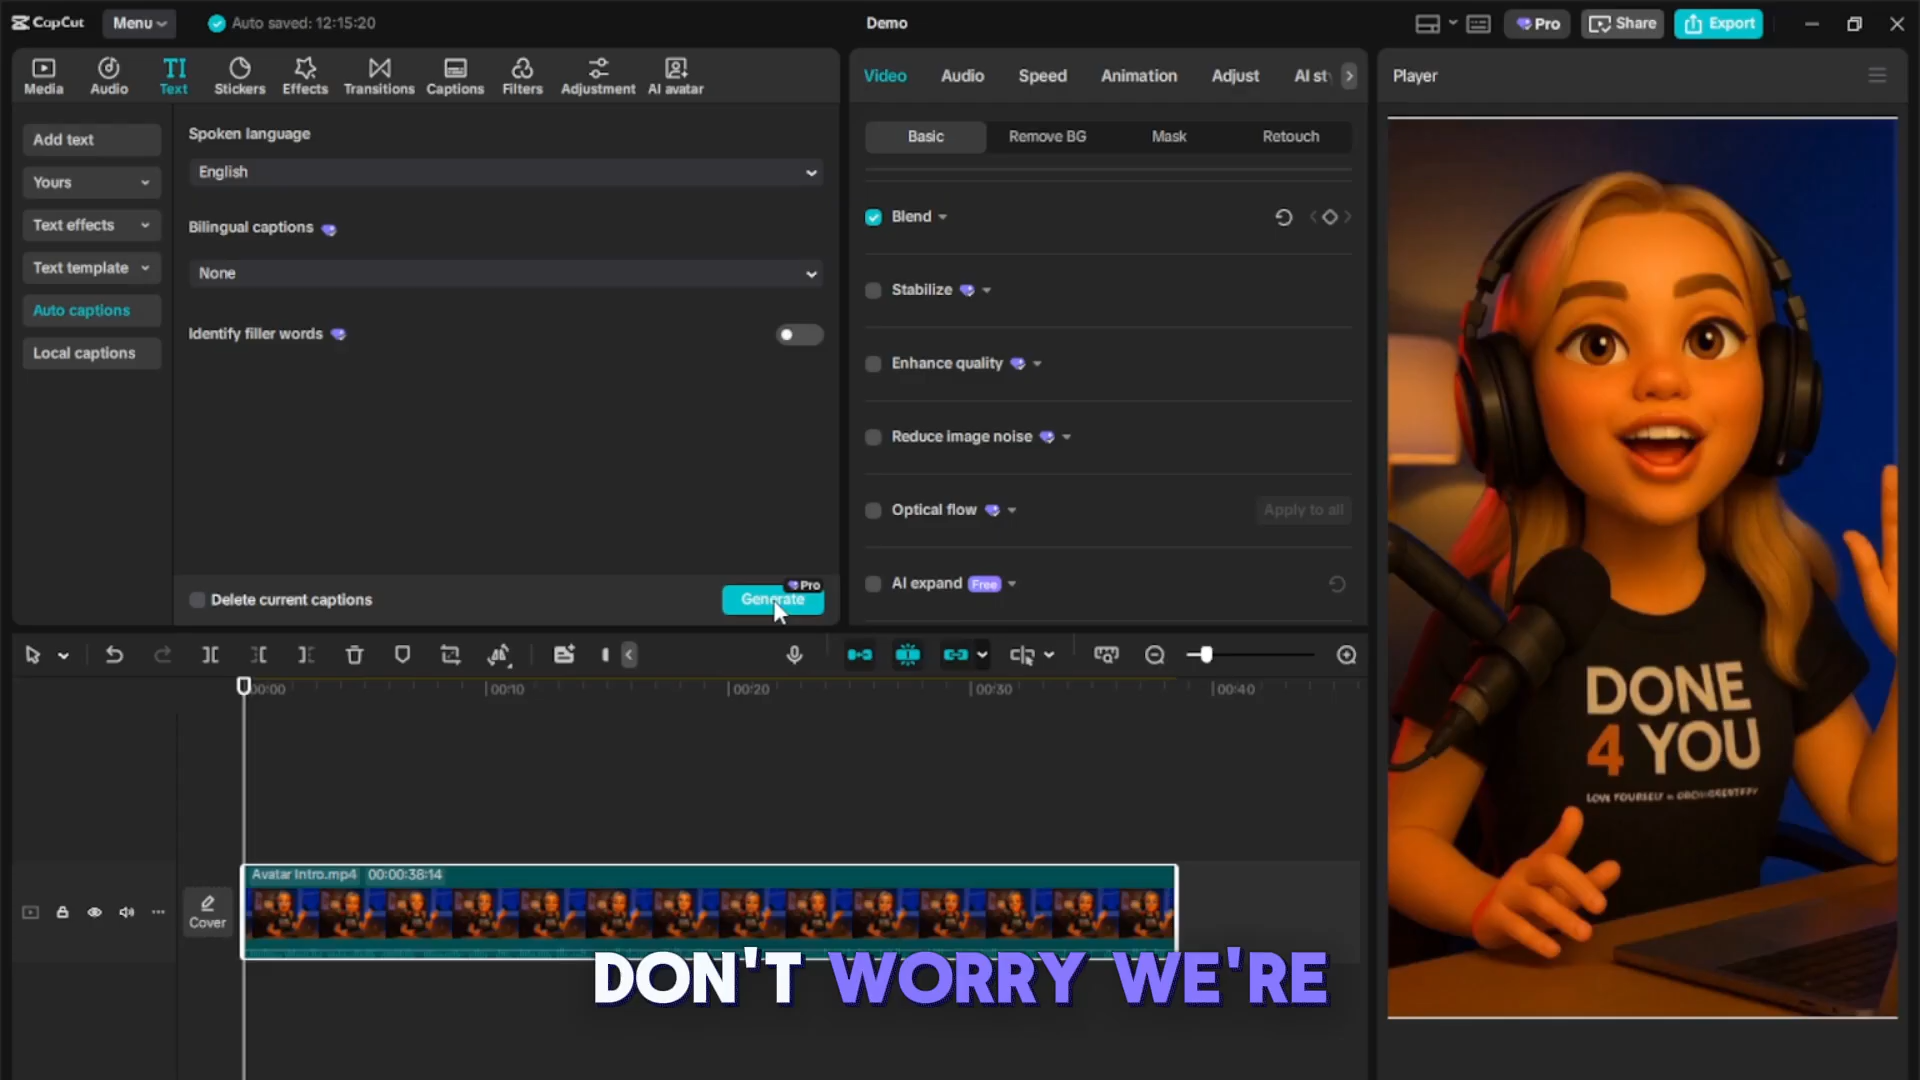 CapCut
Menu
Auto saved: 12:15:20
Demo
Pro
Share
Export
Media
Audio
TI
Text
Stickers
Effects
Transitions
Captions
Filters
Adjustment
AI avatar
Add text
Yours
Text effects
Text template
Auto captions
Local captions
Spoken language
English
Bilingual captions
None
Identify filler words
Delete current captions
Pro
Generate
Video
Audio
Speed
Animation
Adjust
AI st
Basic
Remove BG
Mask
Retouch
Blend
Stabilize
Enhance quality
Reduce image noise
Optical flow
Apply to all
AI expand
Free
Player
DONE
4 YOU
LOVE YOURSELF
00:00
00:10
00:20
00:30
00:40
Cover
Avatar Intro.mp4 00:00:38:14
DON'T WORRY WE'RE